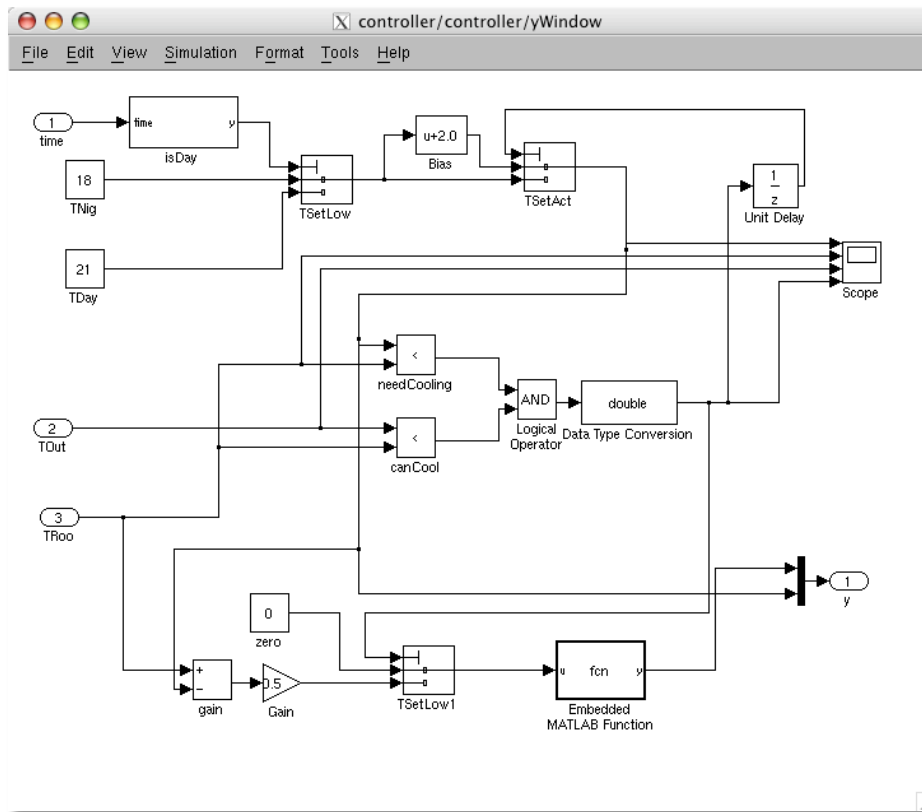 X controller/controller/yWindow
File Edit View Simulation Format Tools Help
1
time
time y
isDay
18
TNig
21
TDay
TSetLow
u+2.0
Bias
TSetAct
1
z
Unit Delay
Scope
<
needCooling
2
TOut
<
canCool
AND
Logical
Operator
double
Data Type Conversion
3
TRoo
1
y
0
zero
+
−
gain
0.5
Gain
TSetLow1
u fcn y
Embedded
MATLAB Function